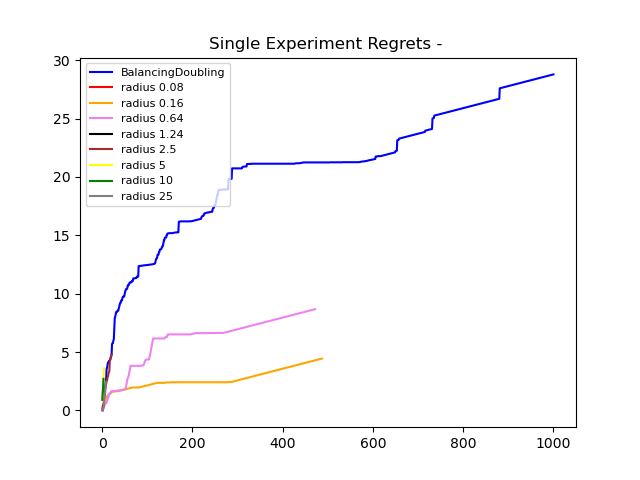 Single Experiment Regrets -
30
25
20
15
10
5
0
BalancingDoubling
radius 0.08
radius 0.16
radius 0.64
radius 1.24
radius 2.5
radius 5
radius 10
radius 25
0 200 400 600 800 1000